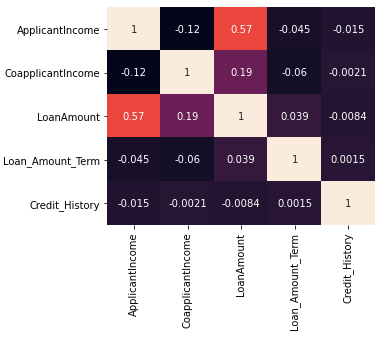 ApplicantIncome 1 -0.12 0.57 -0.045 -0.015
CoapplicantIncome -0.12 1 0.19 -0.06 -0.0021
LoanAmount 0.57 0.19 1 0.039 -0.0084
Loan_Amount_Term -0.045 -0.06 0.039 1 0.0015
Credit_History -0.015 -0.0021 -0.0084 0.0015 1
ApplicantIncome
CoapplicantIncome
LoanAmount
Loan_Amount_Term
Credit_History